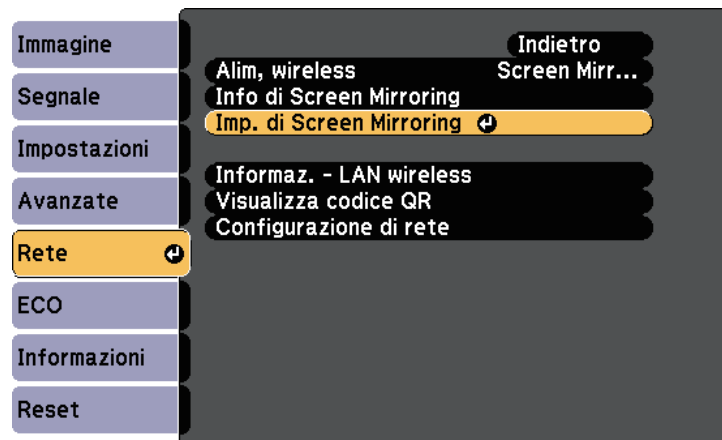 Immagine
Segnale
Impostazioni
Avanzate
Rete
ECO
Informazioni
Reset
Indietro
Alim, wireless Screen Mirr...
Info di Screen Mirroring
Imp. di Screen Mirroring
Informaz. - LAN wireless
Visualizza codice QR
Configurazione di rete